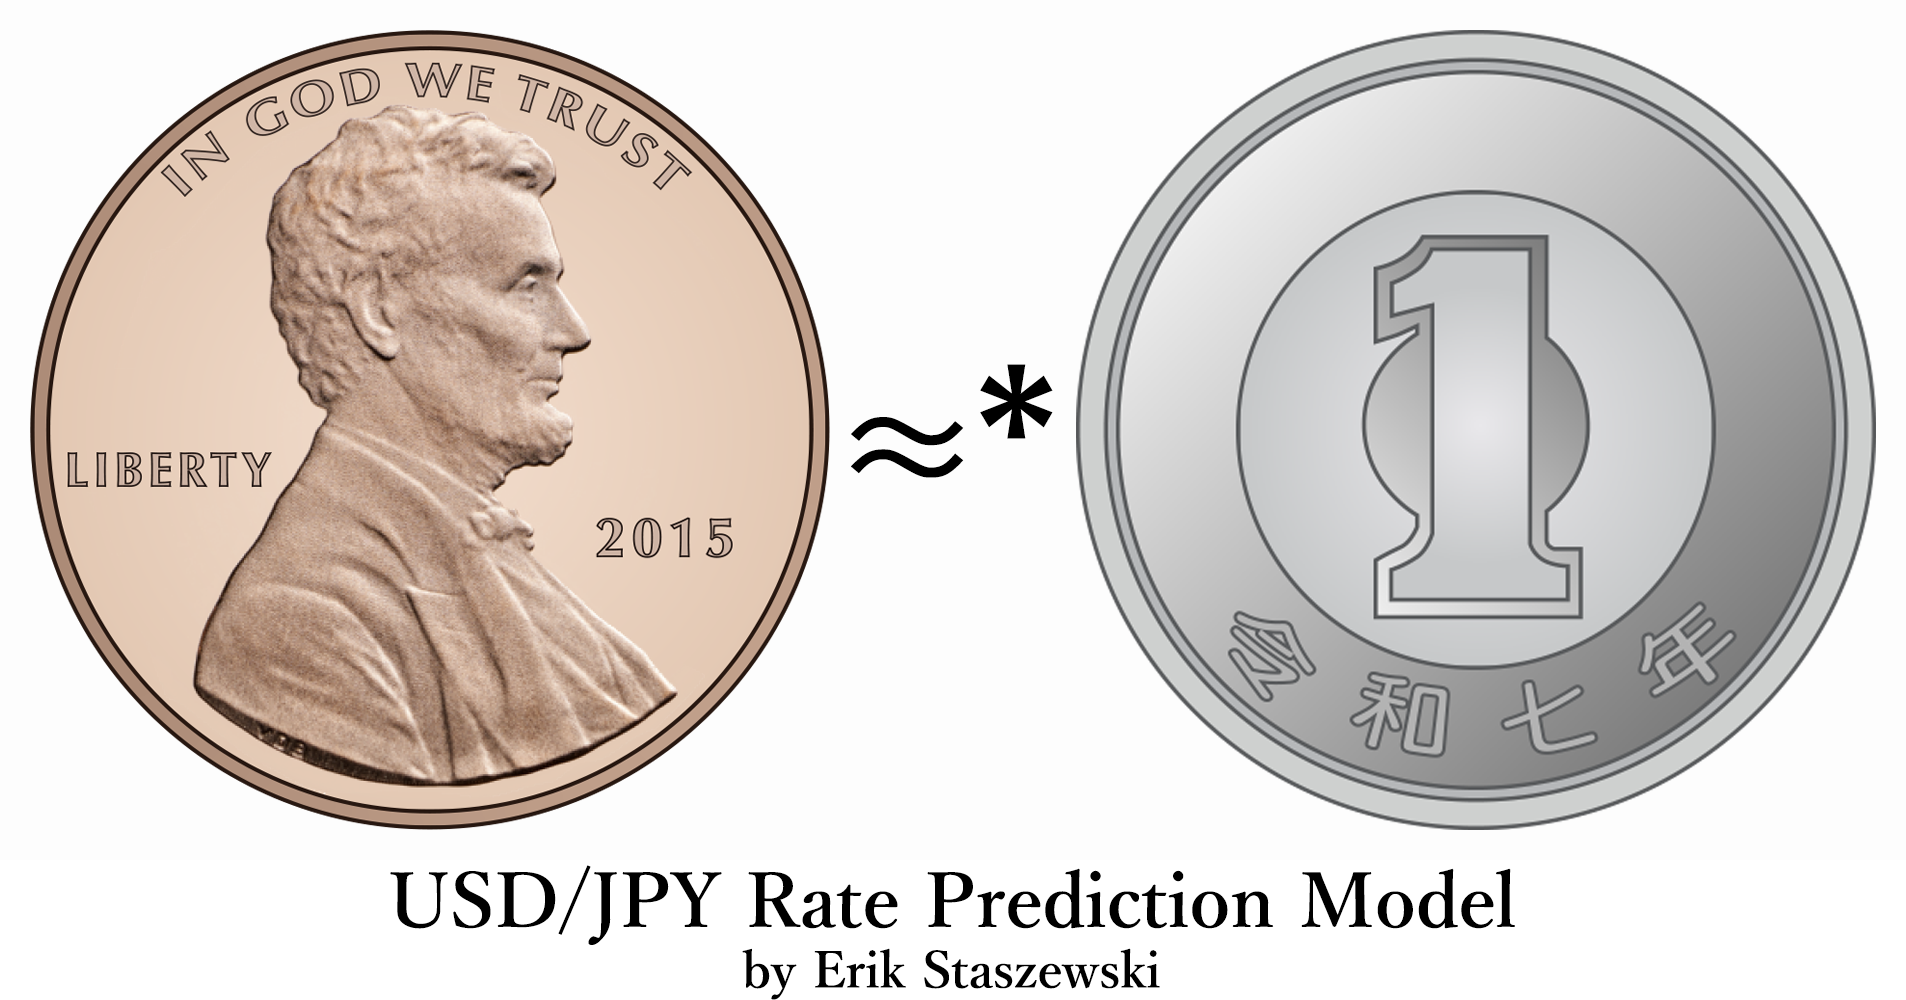 IN GOD WE TRUST
LIBERTY
2015
≈*
1
令和七年
USD/JPY Rate Prediction Model
by Erik Staszewski